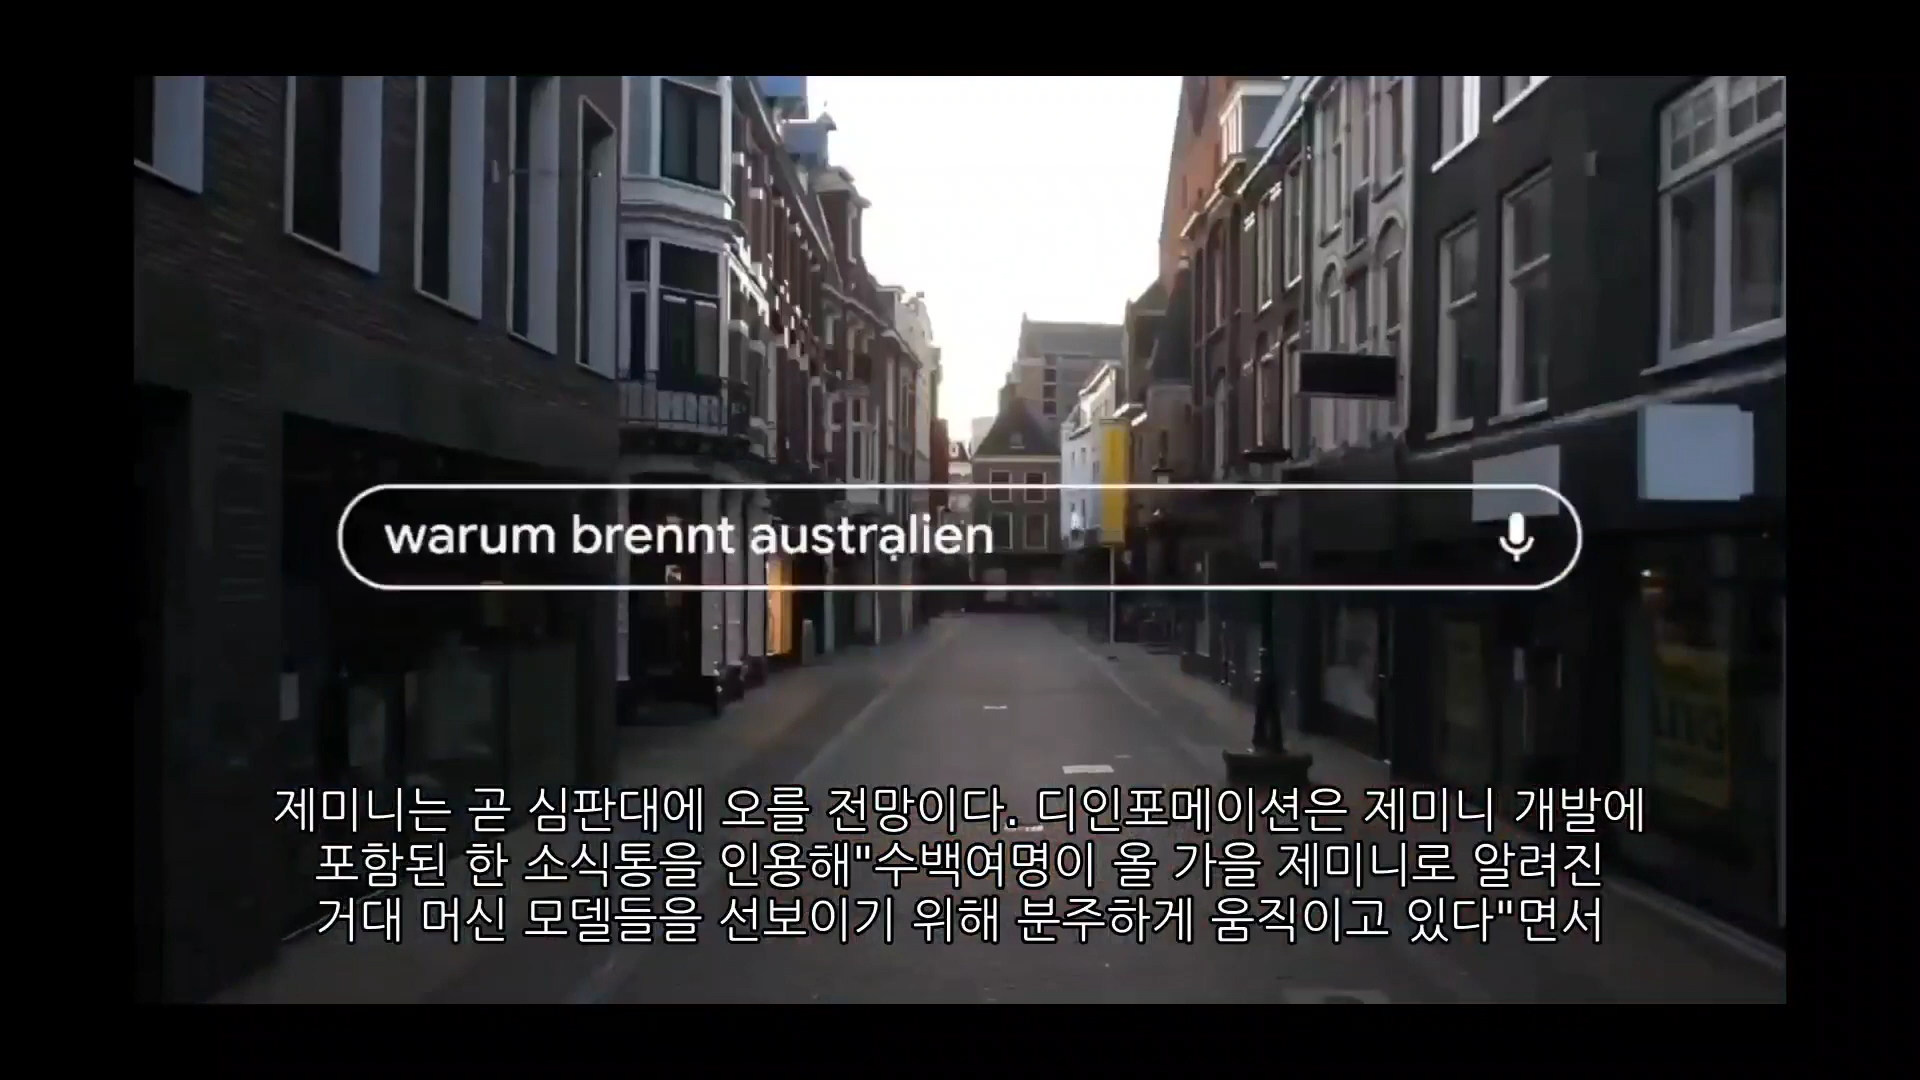 warum brennt australien
제미니는 곧 심판대에 오를 전망이다. 디인포메이션은 제미니 개발에
포함된 한 소식통을 인용해"수백여명이 올 가을 제미니로 알려진
거대 머신 모델들을 선보이기 위해 분주하게 움직이고 있다"면서